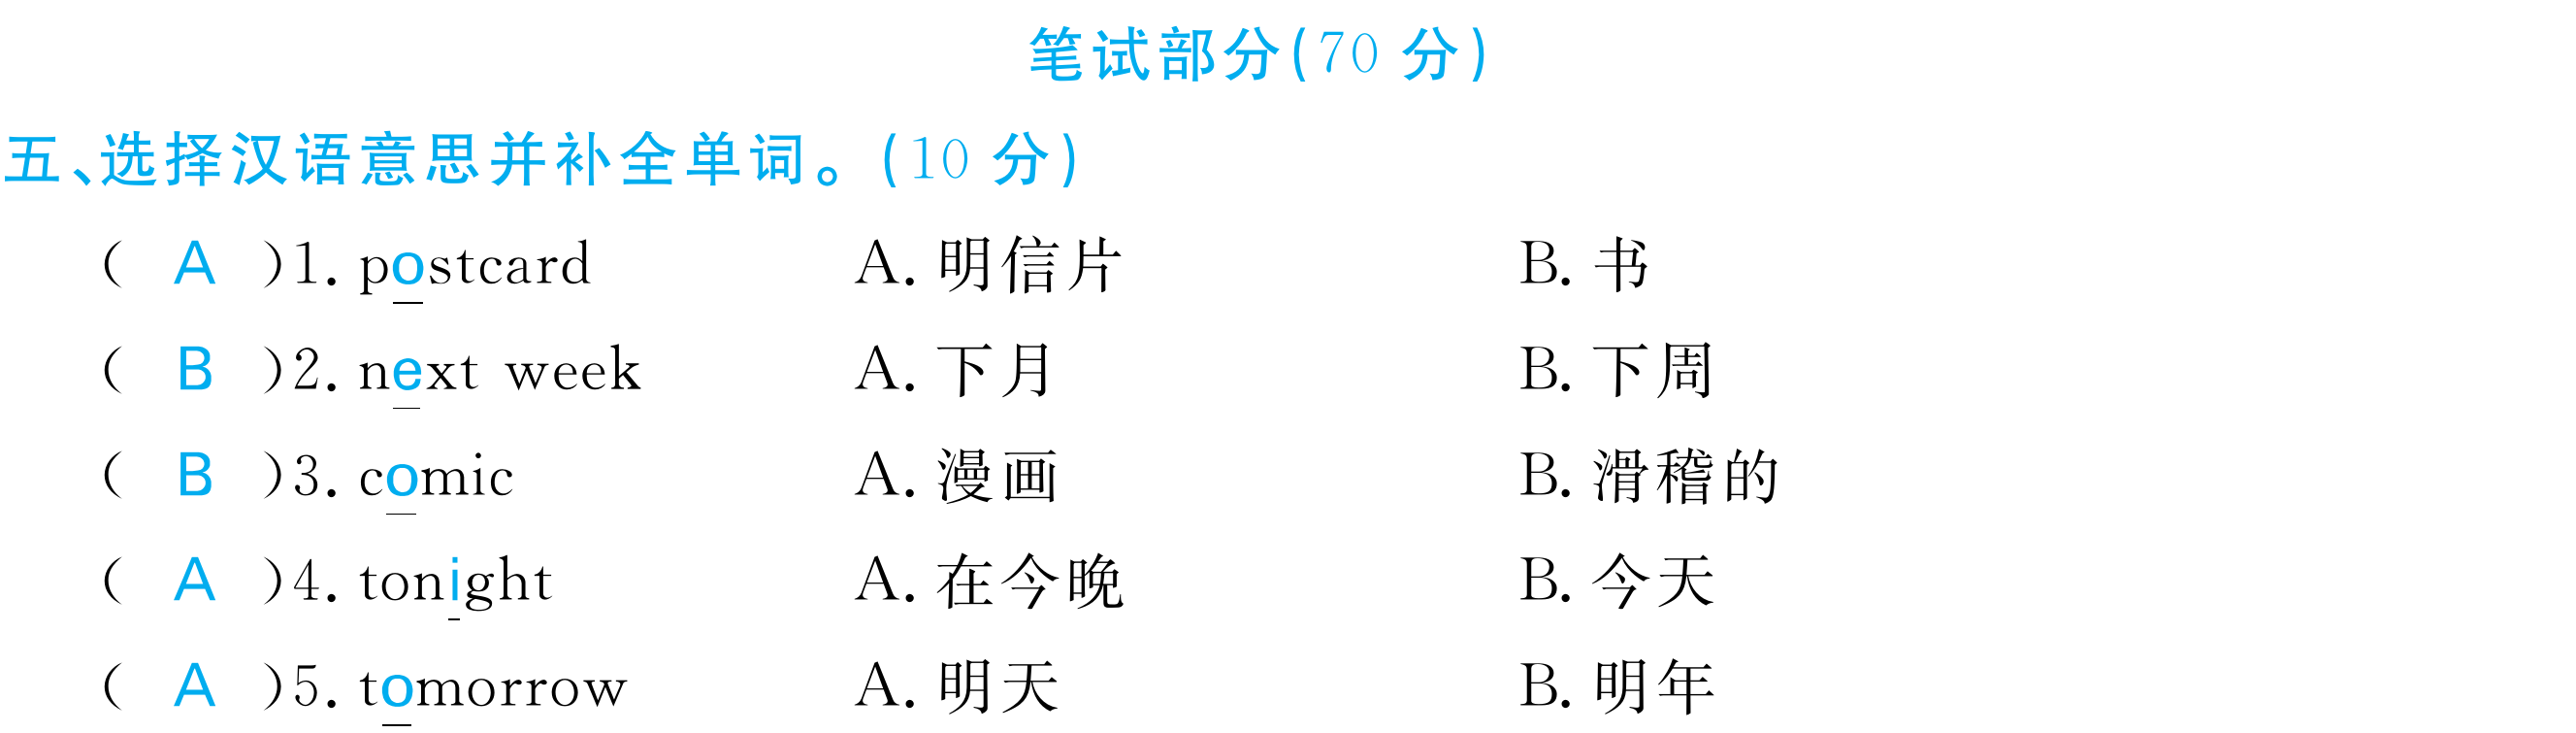 笔试部分(70 分)
五、选择汉语意思并补全单词。(10 分)
( A )1. postcard A. 明信片 B. 书
( B )2. next week A. 下月 B. 下周
( B )3. comic A. 漫画 B. 滑稽的
( A )4. tonight A. 在今晚 B. 今天
( A )5. tomorrow A. 明天 B. 明年